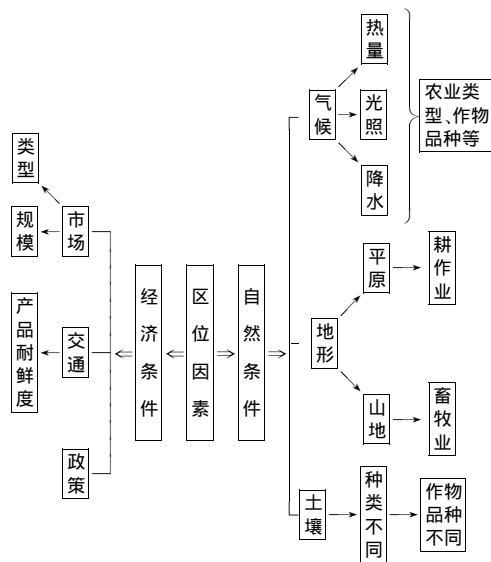 热量
气候
光照
降水
农业类
型、作物
品种等
类型
规模
市场
产品耐鲜度
交通
政策
经济条件
区位因素
自然条件
地形
平原
耕作业
山地
畜牧业
土壤
种类不同
作物
品种
不同